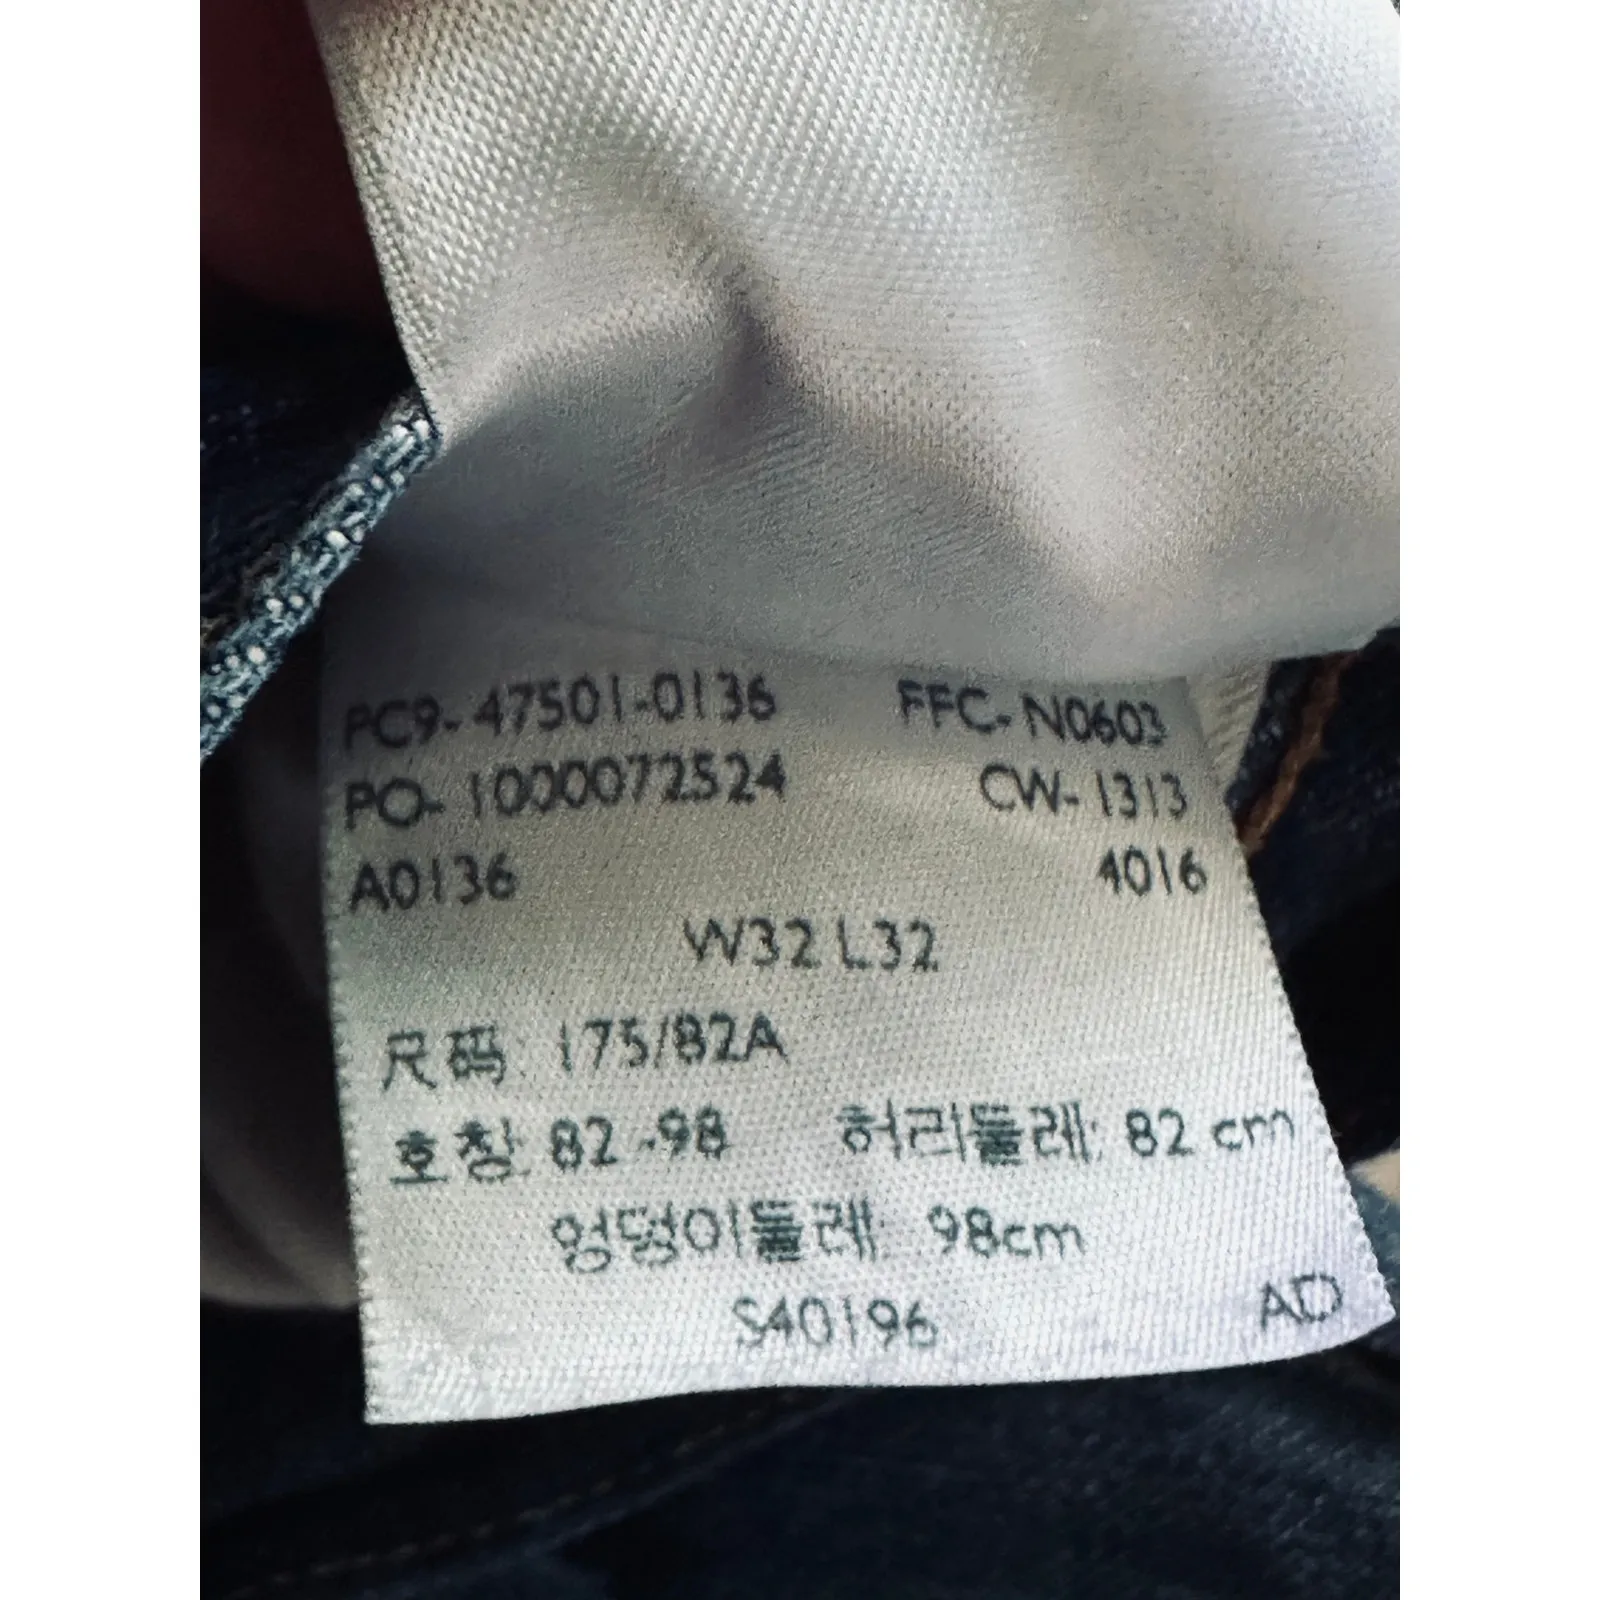 PC9-47501-0136 FFC-N0603
PO-1000072524 CW-1313
A0136 4016
W32 L32
尺码: 175/82A
호칭: 82-98 허리둘레: 82 cm
엉덩이둘레: 98cm
S40196 AD